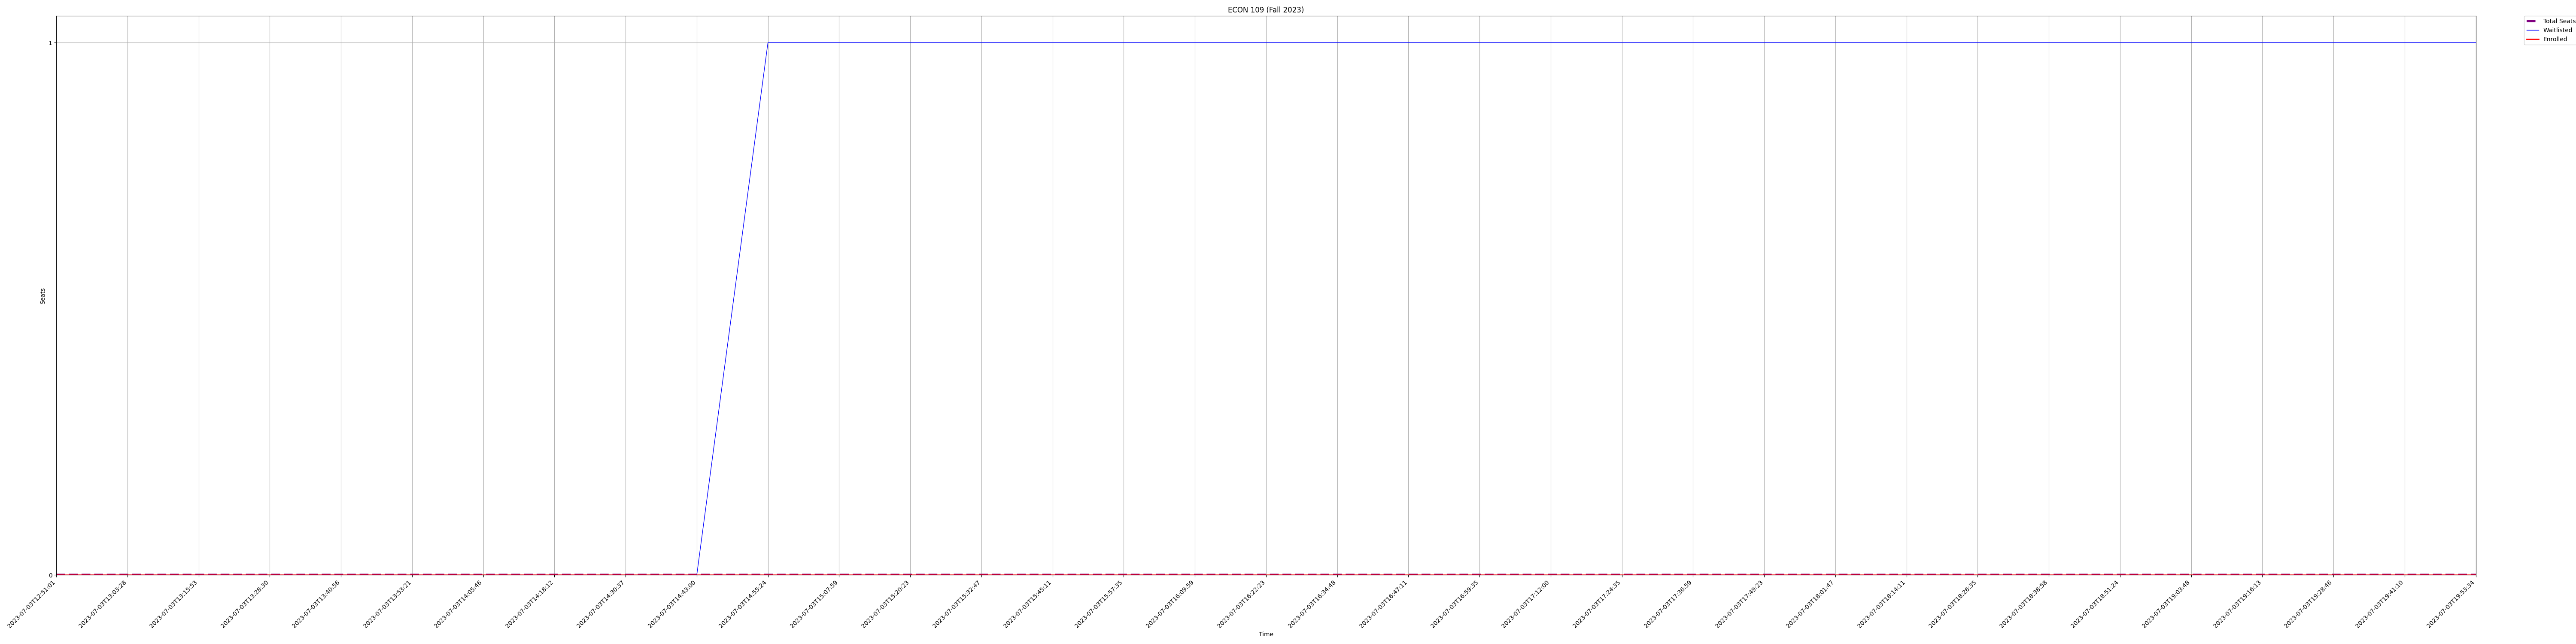 ECON 109 (Fall 2023)
Total Seats
Waitlisted
Enrolled
1
Seats
0
2023-07-03T12:51:01
2023-07-03T13:03:28
2023-07-03T13:15:53
2023-07-03T13:28:30
2023-07-03T13:40:56
2023-07-03T13:53:21
2023-07-03T14:05:46
2023-07-03T14:18:12
2023-07-03T14:30:37
2023-07-03T14:43:00
2023-07-03T14:55:24
2023-07-03T15:07:59
2023-07-03T15:20:23
2023-07-03T15:32:47
2023-07-03T15:45:11
2023-07-03T15:57:35
2023-07-03T16:09:59
2023-07-03T16:22:23
2023-07-03T16:34:48
2023-07-03T16:47:11
2023-07-03T16:59:35
2023-07-03T17:12:00
2023-07-03T17:24:35
2023-07-03T17:36:59
2023-07-03T17:49:23
2023-07-03T18:01:47
2023-07-03T18:14:11
2023-07-03T18:26:35
2023-07-03T18:38:58
2023-07-03T18:51:24
2023-07-03T19:03:48
2023-07-03T19:16:13
2023-07-03T19:28:46
2023-07-03T19:41:10
2023-07-03T19:53:34
Time